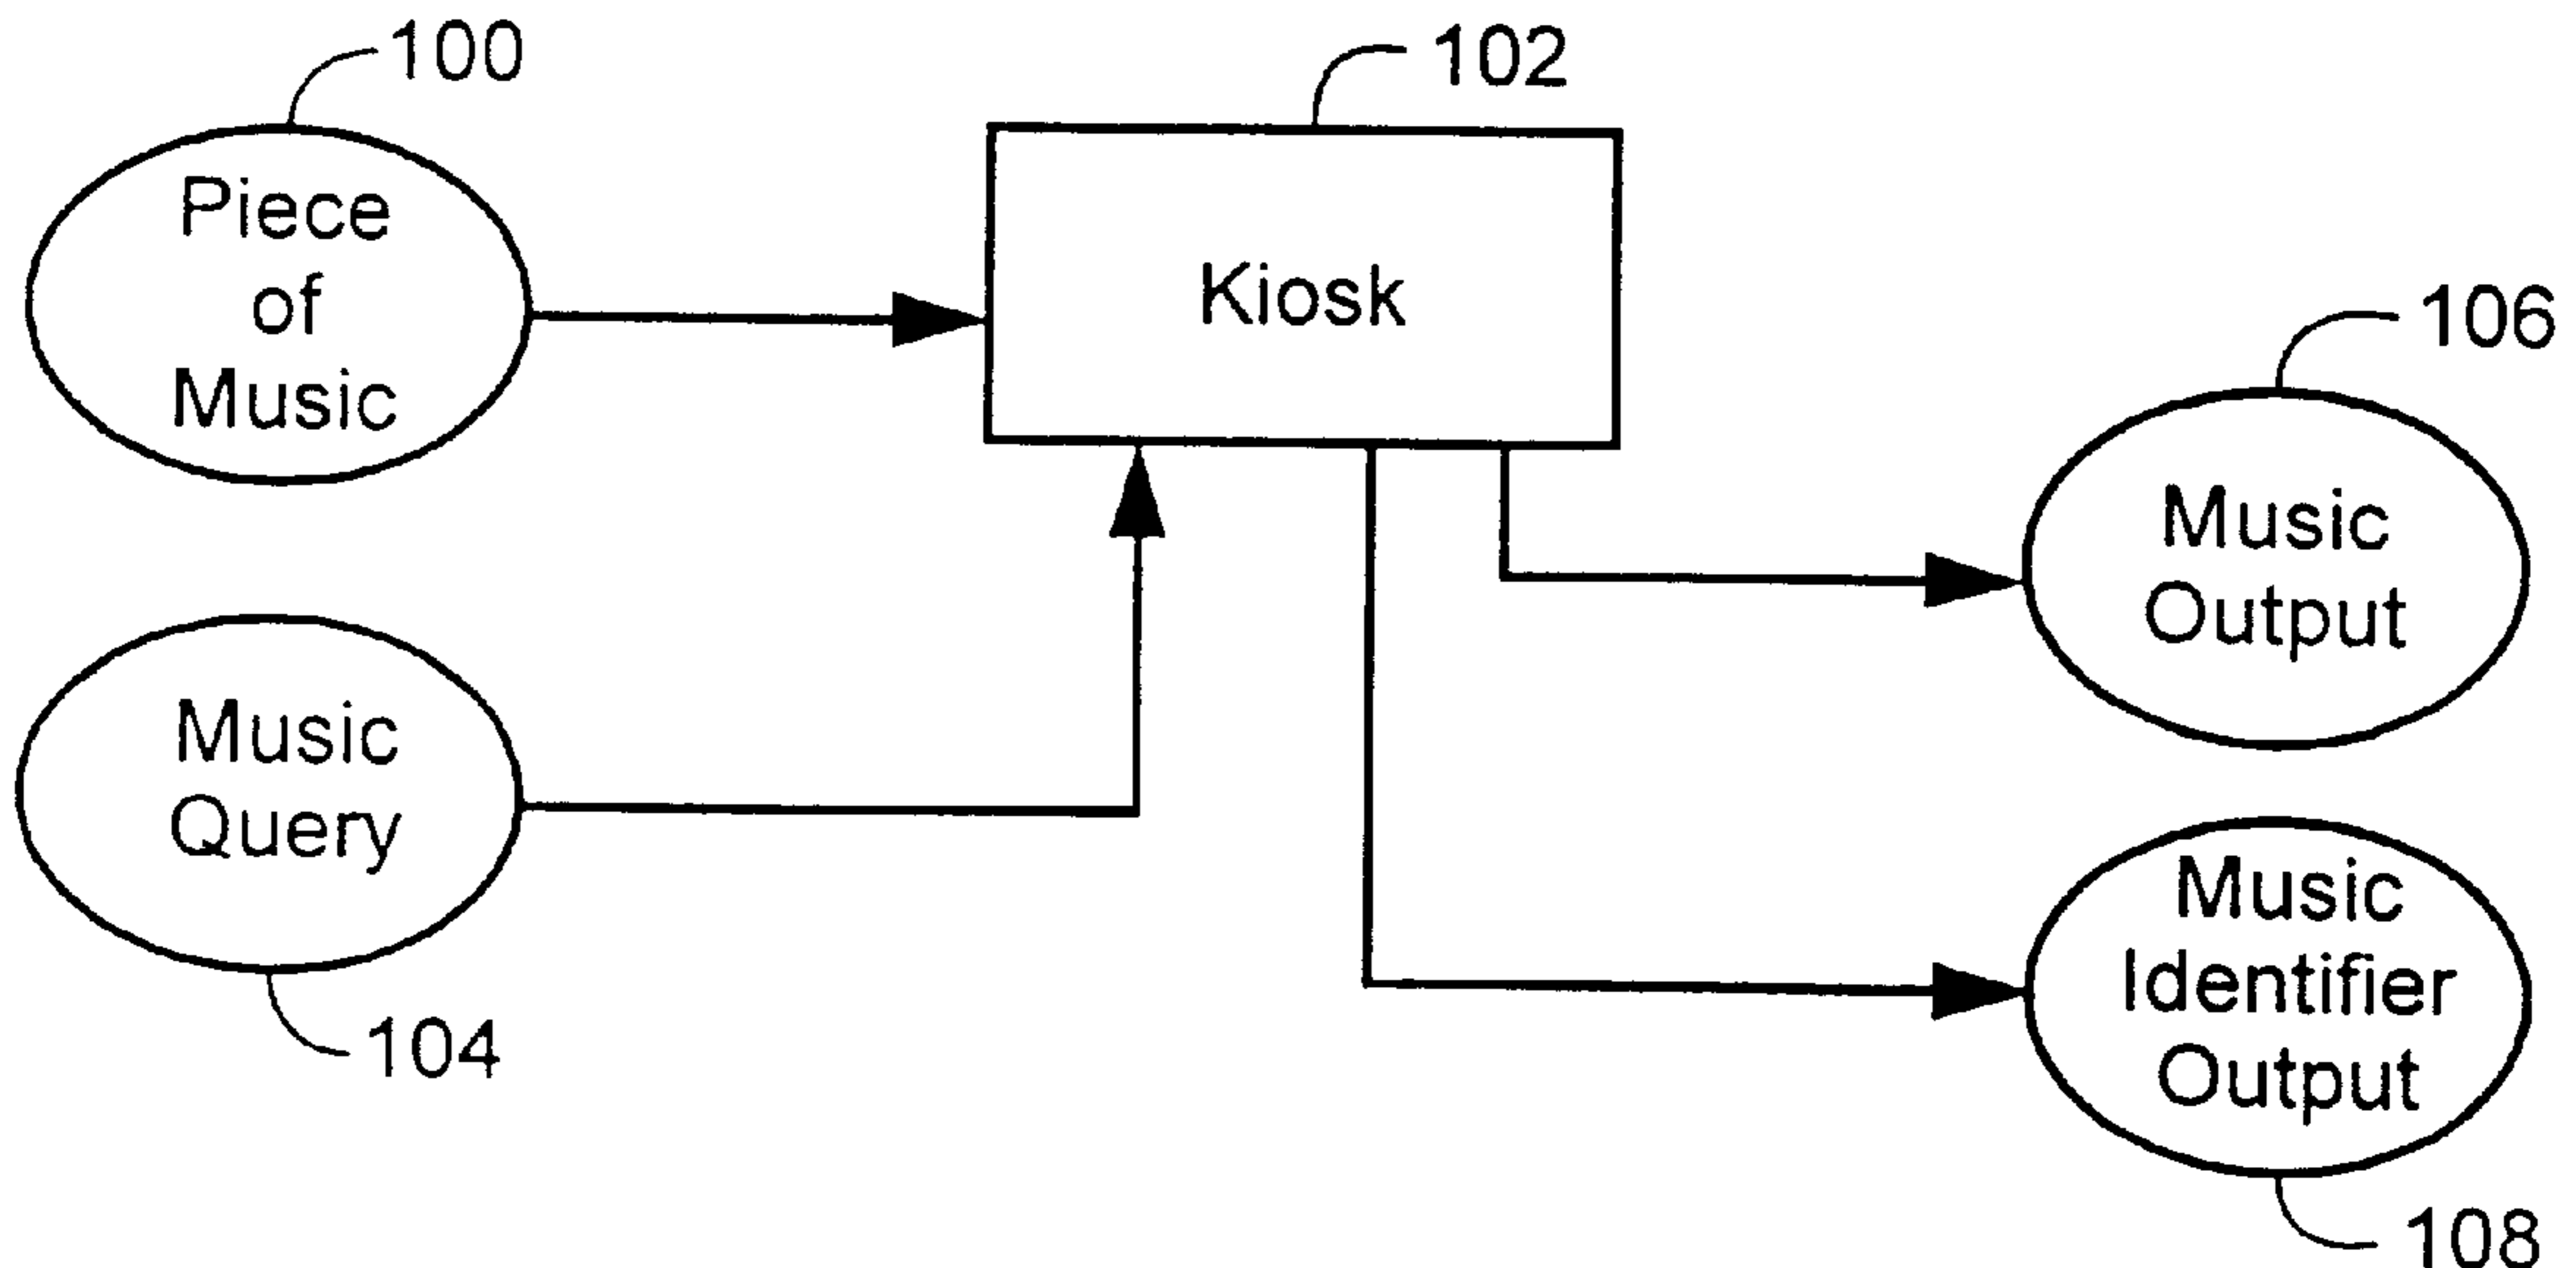 100
Piece
of
Music
102
Kiosk
106
Music
Output
Music
Query
104
Music
Identifier
Output
108